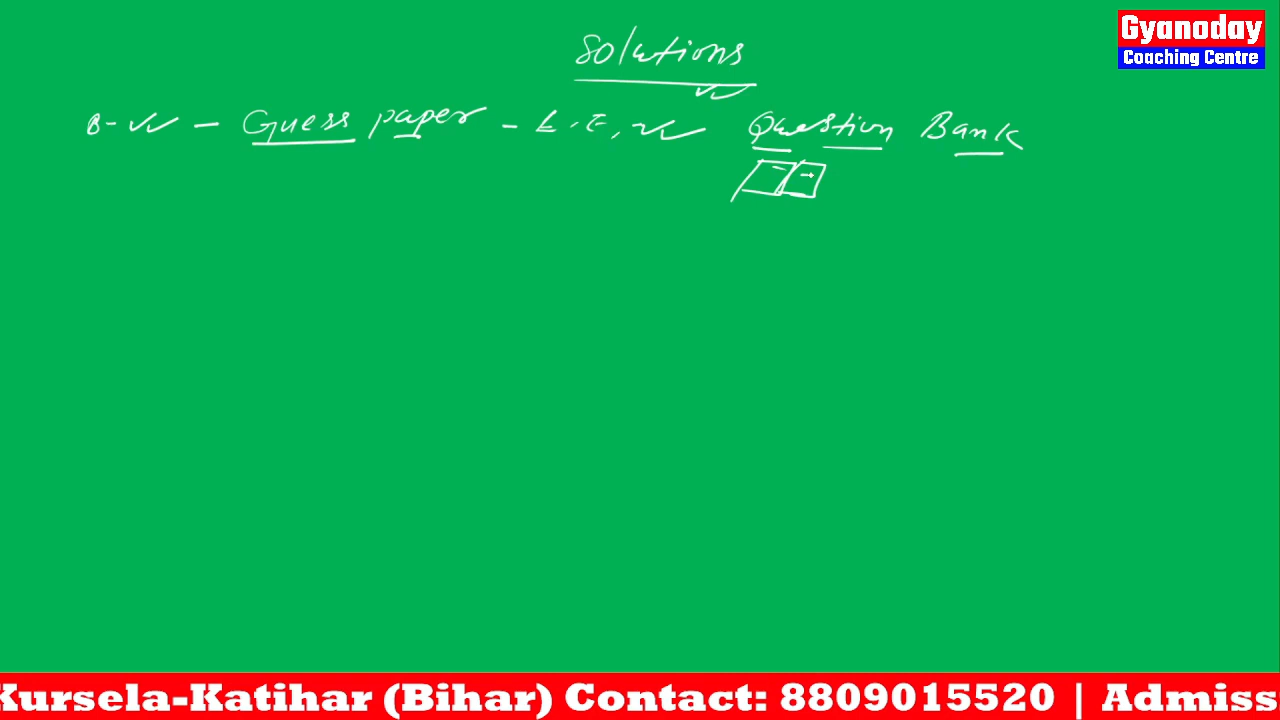 Gyanoday
Coaching Centre
Solutions
Guess paper - Question Bank
Kursela-Katihar (Bihar) Contact: 8809015520 | Admiss